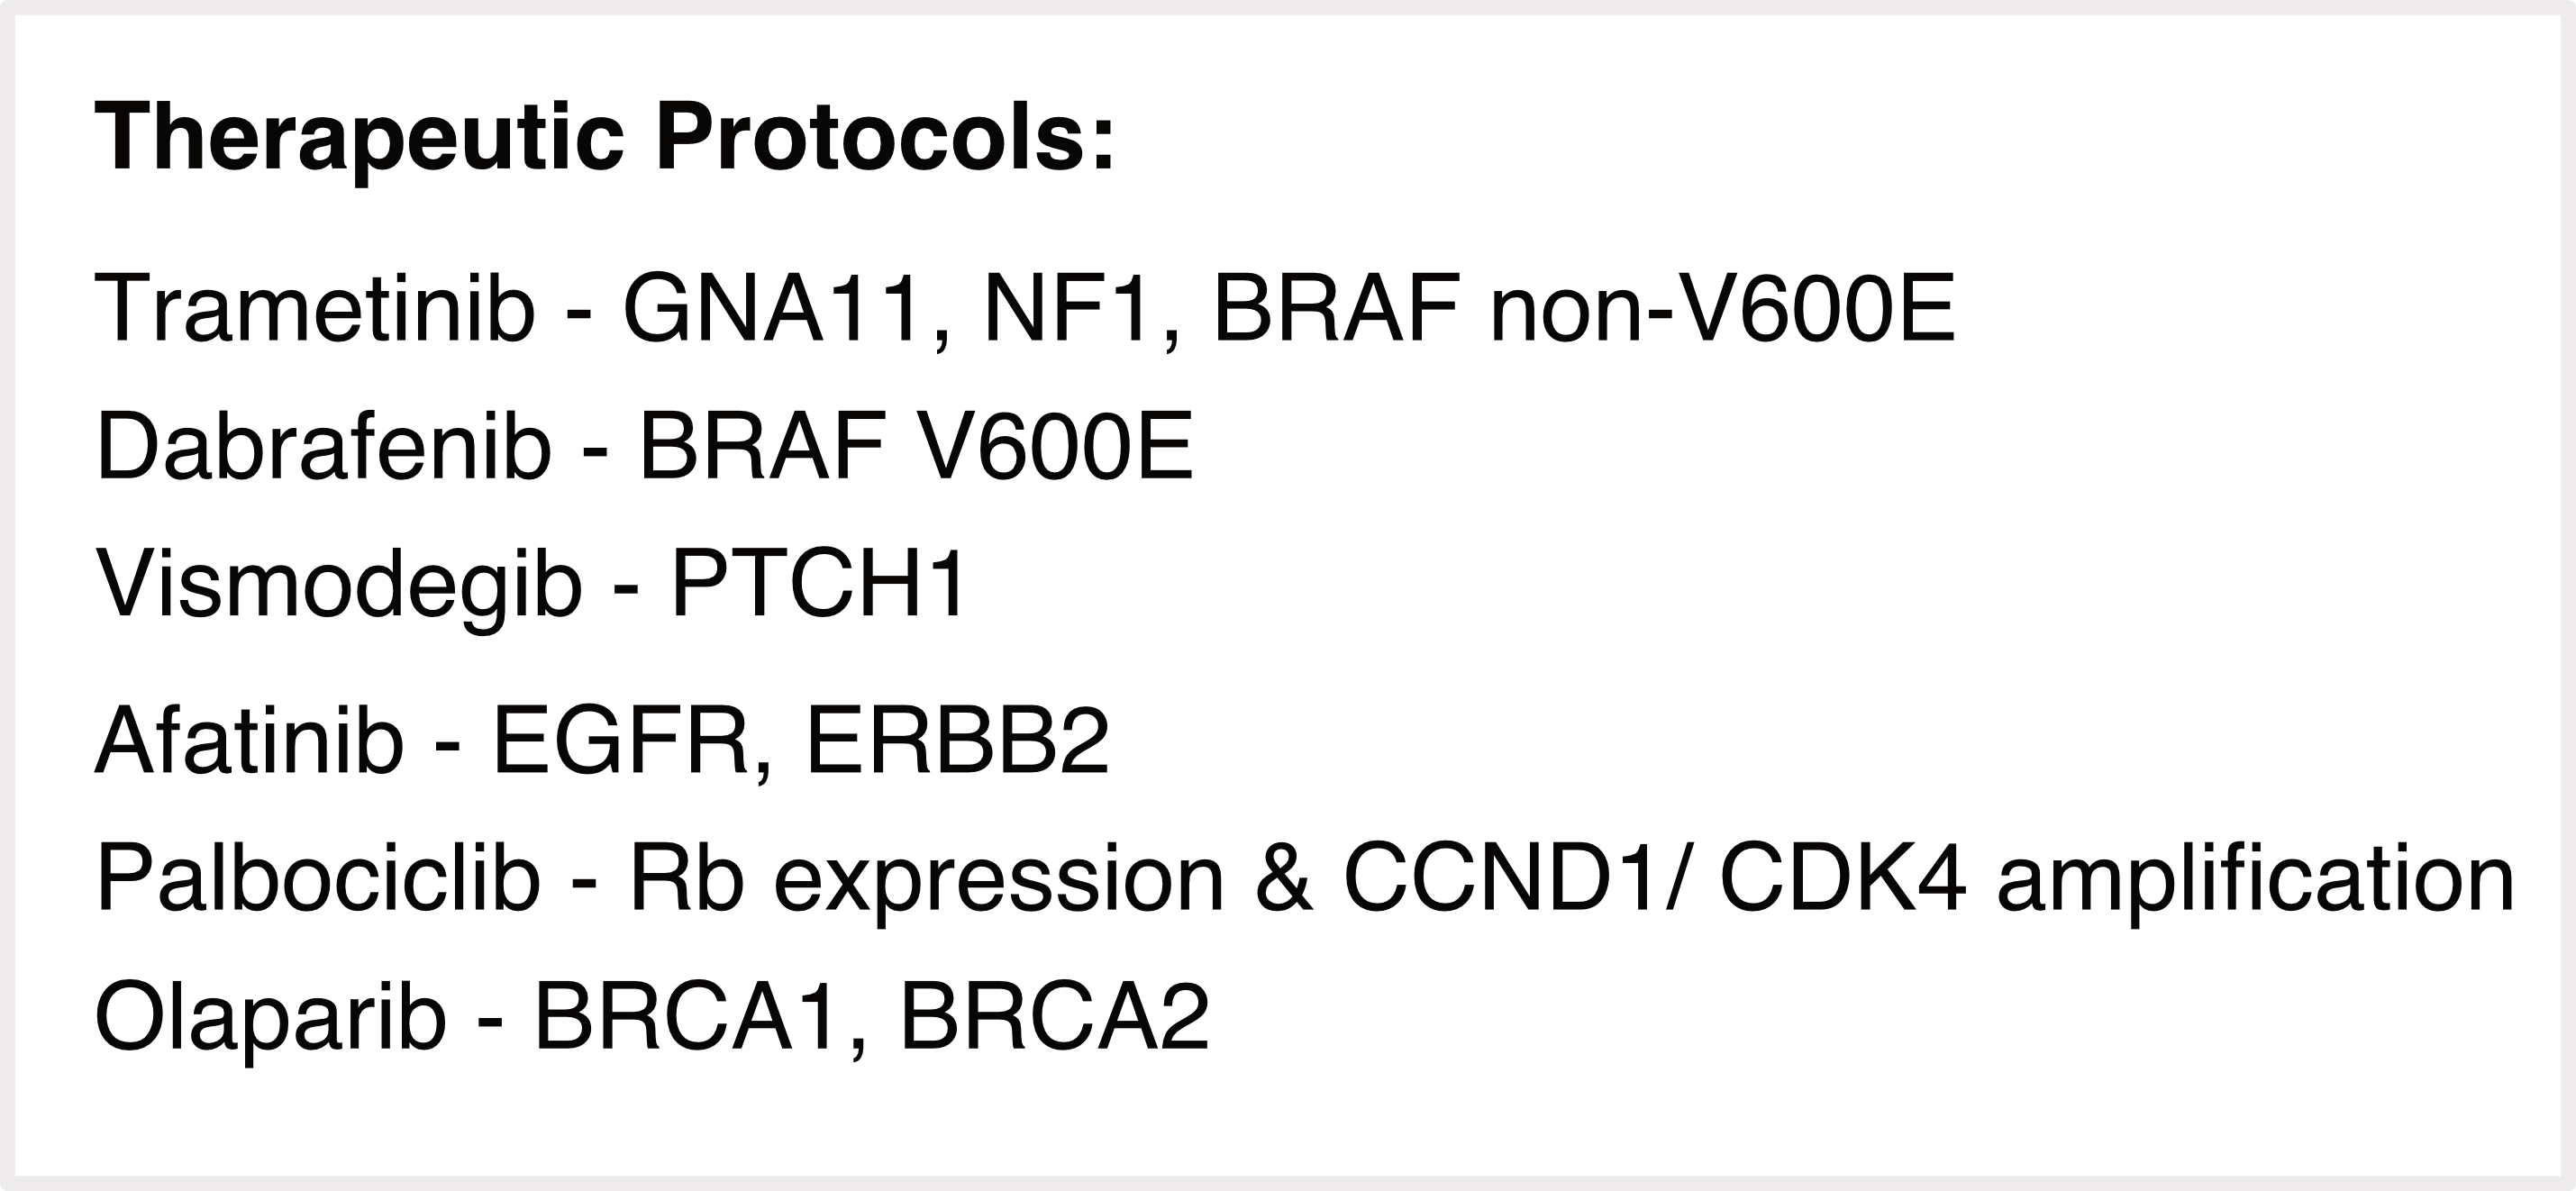 Therapeutic Protocols:
Trametinib - GNA11, NF1, BRAF non-V600E
Dabrafenib - BRAF V600E
Vismodegib - PTCH1
Afatinib - EGFR, ERBB2
Palbociclib - Rb expression & CCND1/ CDK4 amplification
Olaparib - BRCA1, BRCA2